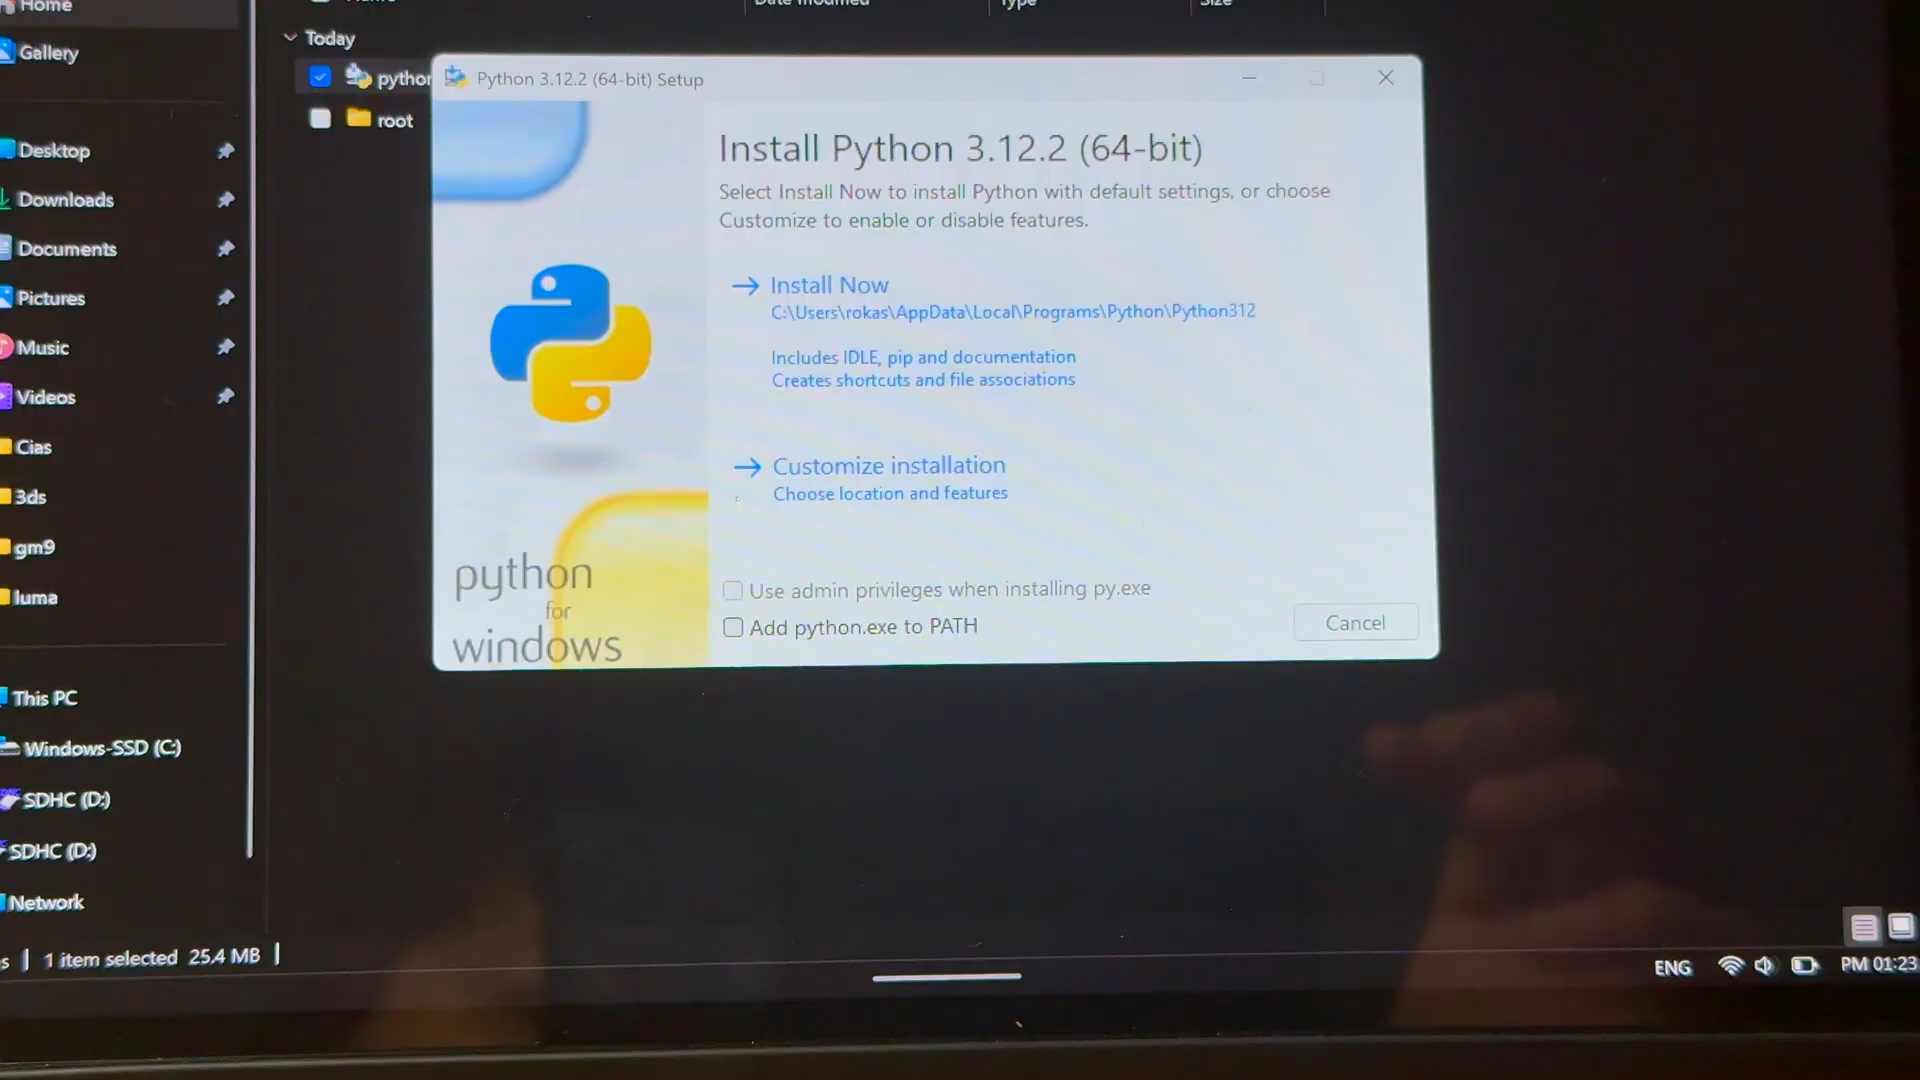 Home
Date modified
Type
Size
Gallery
Today
Desktop
Downloads
Documents
Pictures
Music
Videos
Cias
3ds
gm9
luma
This PC
Windows-SSD (C:)
SDHC (D:)
SDHC (D:)
Network
root
Python 3.12.2 (64-bit) Setup
Install Python 3.12.2 (64-bit)
Select Install Now to install Python with default settings, or choose
Customize to enable or disable features.
Install Now
C:\Users\rokas\AppData\Local\Programs\Python\Python312
Includes IDLE, pip and documentation
Creates shortcuts and file associations
Customize installation
Choose location and features
Use admin privileges when installing py.exe
Add python.exe to PATH
Cancel
python
for
windows
1 item selected 25.4 MB
ENG
PM 01:23